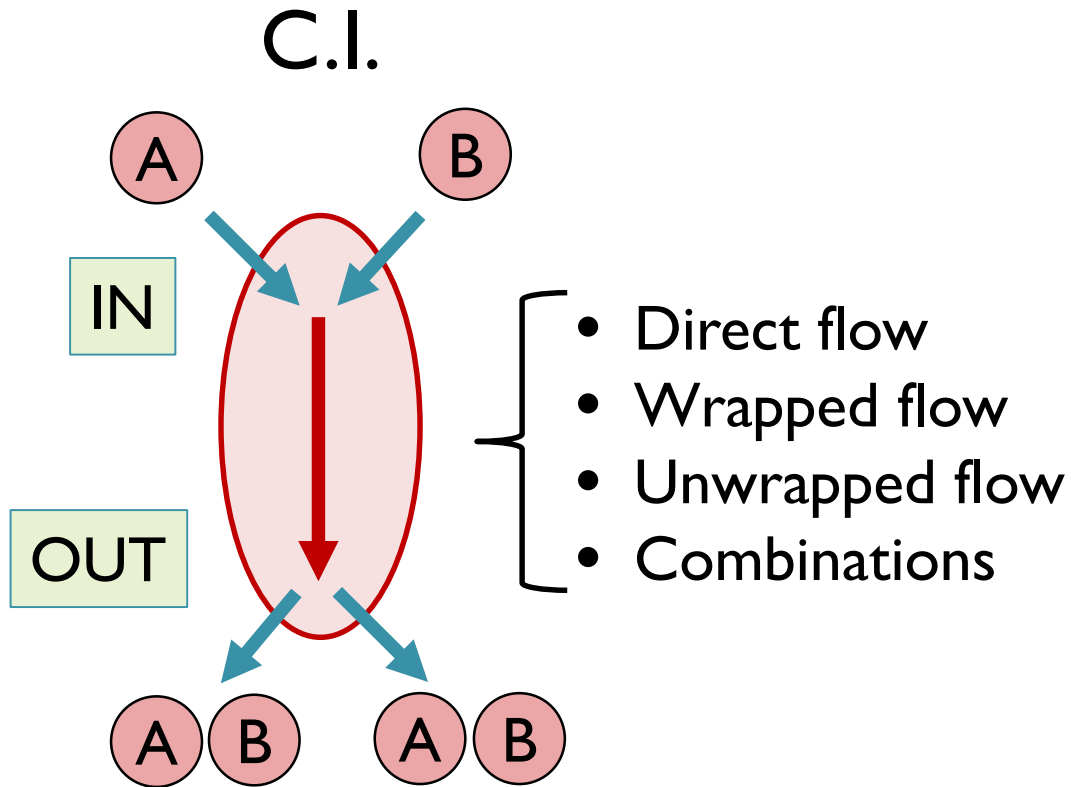 C.I.
A B
IN
• Direct flow
• Wrapped flow
• Unwrapped flow
• Combinations
OUT
A B A B